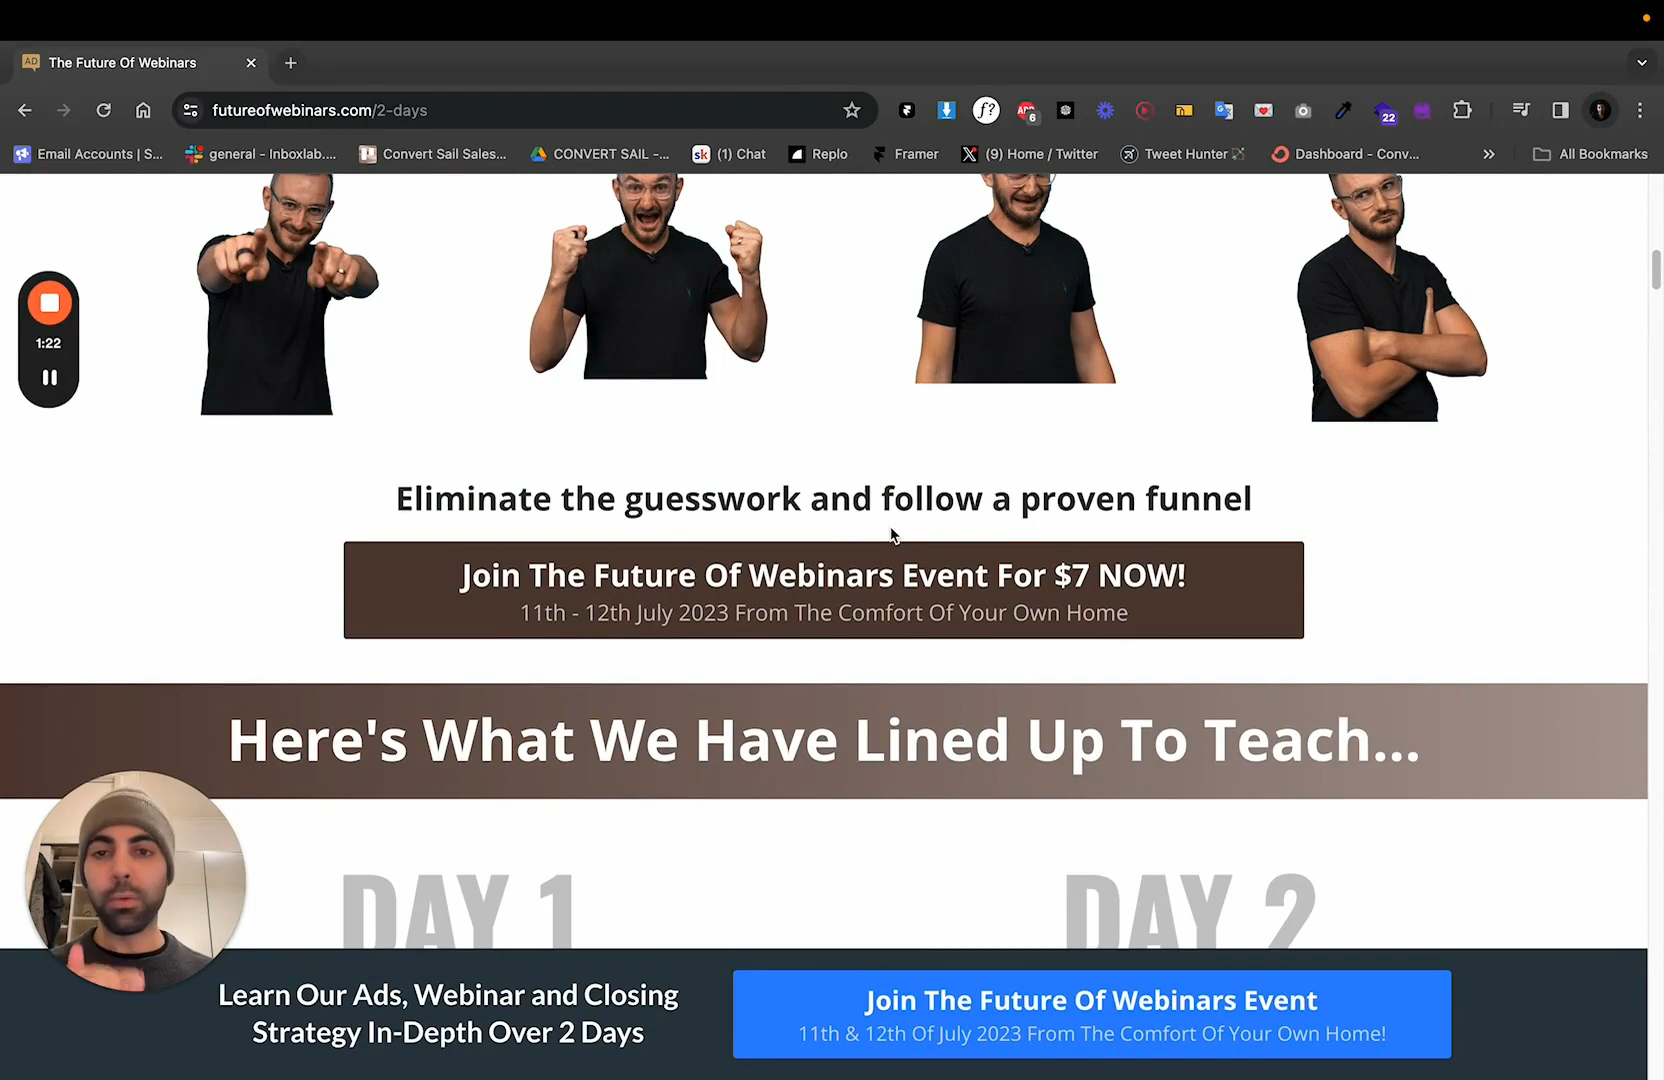 AD The Future Of Webinars
futureofwebinars.com/2-days
f?
ABP
6
22
Email Accounts | S...
general - Inboxlab....
Convert Sail Sales...
CONVERT SAIL -...
sk (1) Chat
Replo
Framer
(9) Home / Twitter
Tweet Hunter
Dashboard - Conv...
All Bookmarks
1:22
Eliminate the guesswork and follow a proven funnel
Join The Future Of Webinars Event For $7 NOW!
11th - 12th July 2023 From The Comfort Of Your Own Home
Here's What We Have Lined Up To Teach...
DAY 1
DAY 2
Learn Our Ads, Webinar and Closing
Strategy In-Depth Over 2 Days
Join The Future Of Webinars Event
11th & 12th Of July 2023 From The Comfort Of Your Own Home!